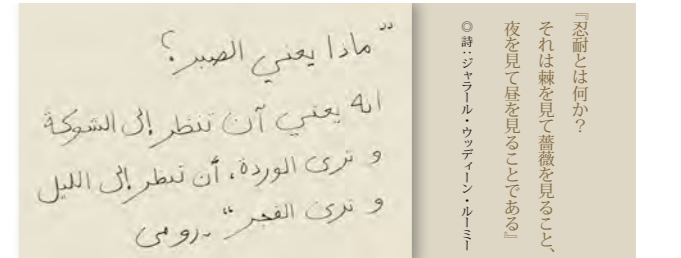 "ماذا يعني الصبر؟
انه يعني آن تنظر إلى الشوكة
و ترى الوردة، أن تنظر إلى الليل
و ترى الفجر" ـ رومي
『忍耐とは何か?
それは棘を見て薔薇を見ること、
夜を見て昼を見ることである』
◎詩:ジャラール・ウッディーン・ルーミー